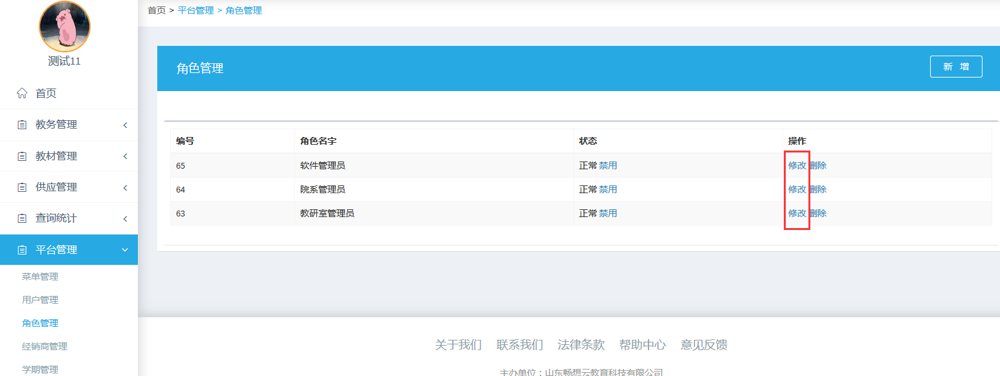 首页 > 平台管理 > 角色管理
测试11
首页
教务管理
教材管理
供应管理
查询统计
平台管理
菜单管理
用户管理
角色管理
经销商管理
学期管理
角色管理
新 增
编号 角色名字 状态 操作
65 软件管理员 正常 禁用 修改 删除
64 院系管理员 正常 禁用 修改 删除
63 教研室管理员 正常 禁用 修改 删除
关于我们 联系我们 法律条款 帮助中心 意见反馈
主办单位：山东畅想云教育科技有限公司